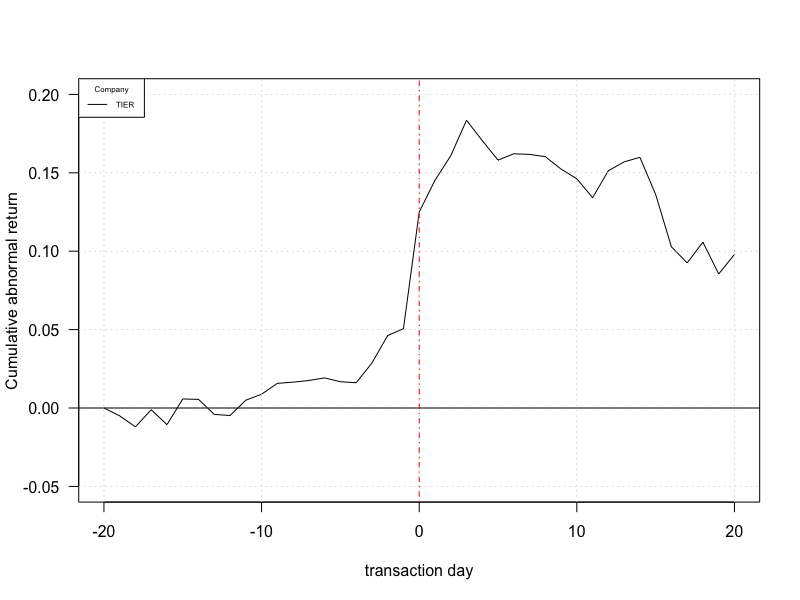 Company
TIER
0.20
0.15
0.10
0.05
0.00
-0.05
Cumulative abnormal return
-20 -10 0 10 20
transaction day